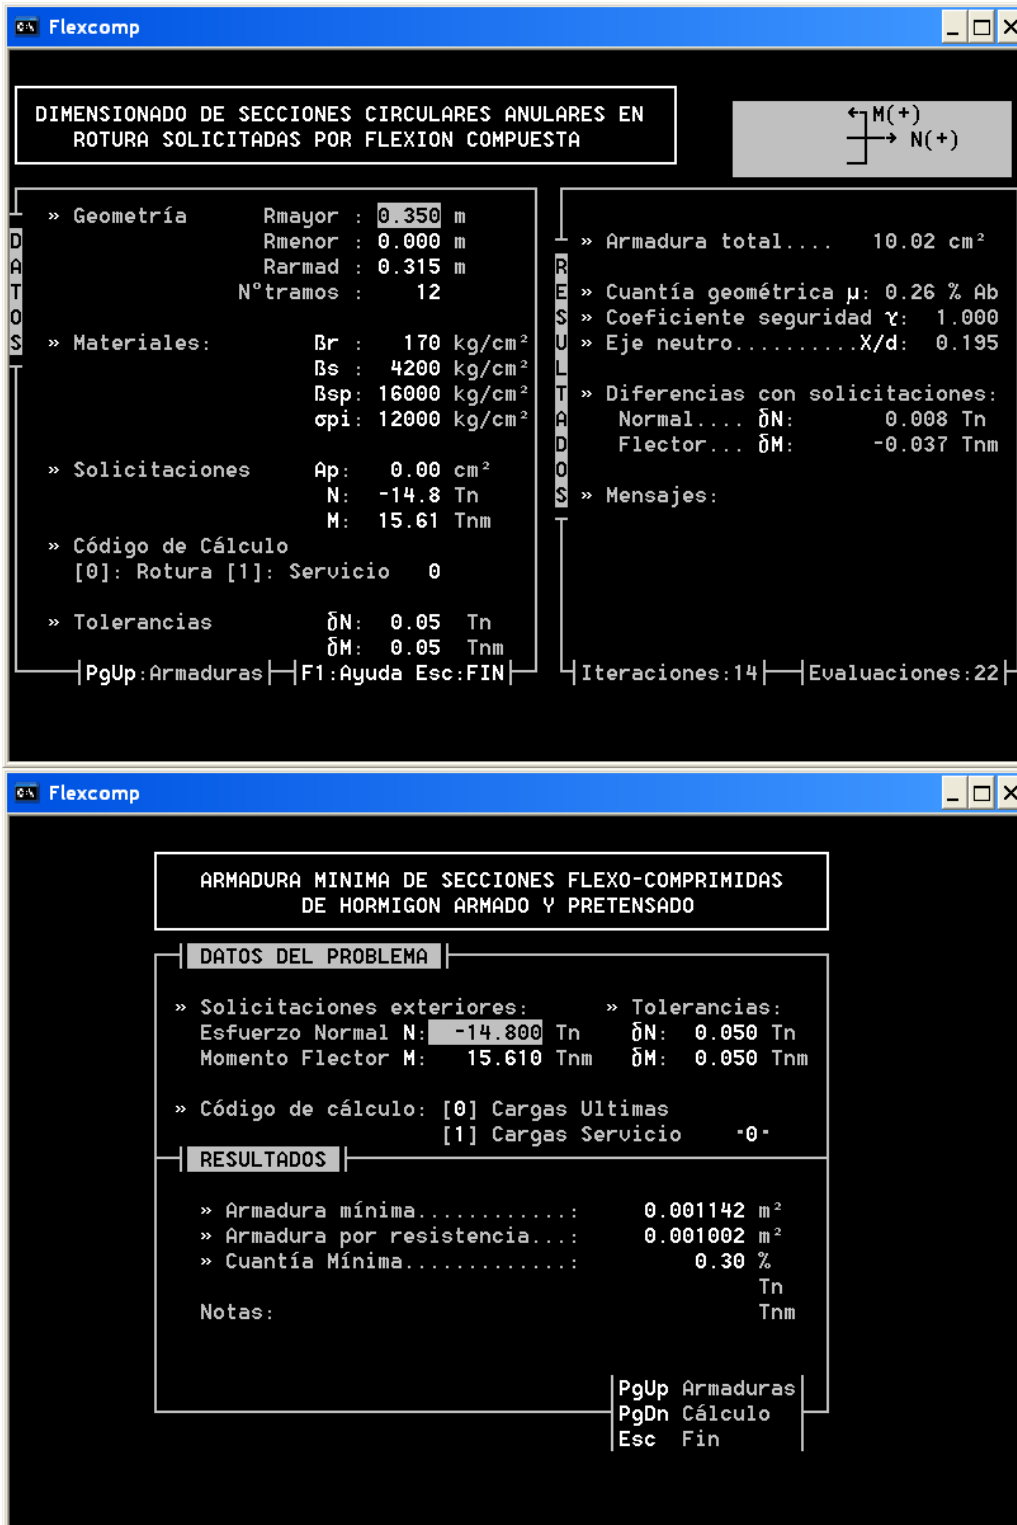 Flexcomp
DIMENSIONADO DE SECCIONES CIRCULARES ANULARES EN
ROTURA SOLICITADAS POR FLEXION COMPUESTA
M(+)
N(+)
DATOS
» Geometría Rmayor : 0.350 m
Rmenor : 0.000 m
Rarmad : 0.315 m
N°tramos : 12
» Materiales: ßr : 170 kg/cm²
ßs : 4200 kg/cm²
ßsp: 16000 kg/cm²
σpi: 12000 kg/cm²
» Solicitaciones Ap: 0.00 cm²
N: -14.8 Tn
M: 15.61 Tnm
» Código de Cálculo
[0]: Rotura [1]: Servicio 0
» Tolerancias δN: 0.05 Tn
δM: 0.05 Tnm
PgUp:Armaduras F1:Ayuda Esc:FIN
RESULTADOS
» Armadura total.... 10.02 cm²
» Cuantía geométrica μ: 0.26 % Ab
» Coeficiente seguridad γ: 1.000
» Eje neutro..........X/d: 0.195
» Diferencias con solicitaciones:
Normal.... δN: 0.008 Tn
Flector... δM: -0.037 Tnm
» Mensajes:
Iteraciones:14 Evaluaciones:22
Flexcomp
ARMADURA MINIMA DE SECCIONES FLEXO-COMPRIMIDAS
DE HORMIGON ARMADO Y PRETENSADO
DATOS DEL PROBLEMA
» Solicitaciones exteriores: » Tolerancias:
Esfuerzo Normal N: -14.800 Tn δN: 0.050 Tn
Momento Flector M: 15.610 Tnm δM: 0.050 Tnm
» Código de cálculo: [0] Cargas Ultimas
[1] Cargas Servicio -0-
RESULTADOS
» Armadura mínima............: 0.001142 m²
» Armadura por resistencia...: 0.001002 m²
» Cuantía Mínima.............: 0.30 %
Tn
Notas: Tnm
PgUp Armaduras
PgDn Cálculo
Esc Fin